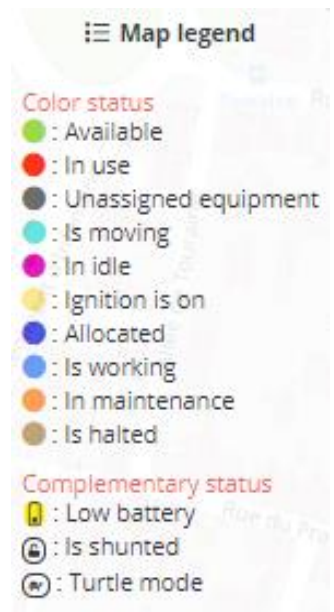 Map legend
Color status
: Available
: In use
: Unassigned equipment
: Is moving
: In idle
: Ignition is on
: Allocated
: Is working
: In maintenance
: Is halted
Complementary status
: Low battery
: Is shunted
: Turtle mode